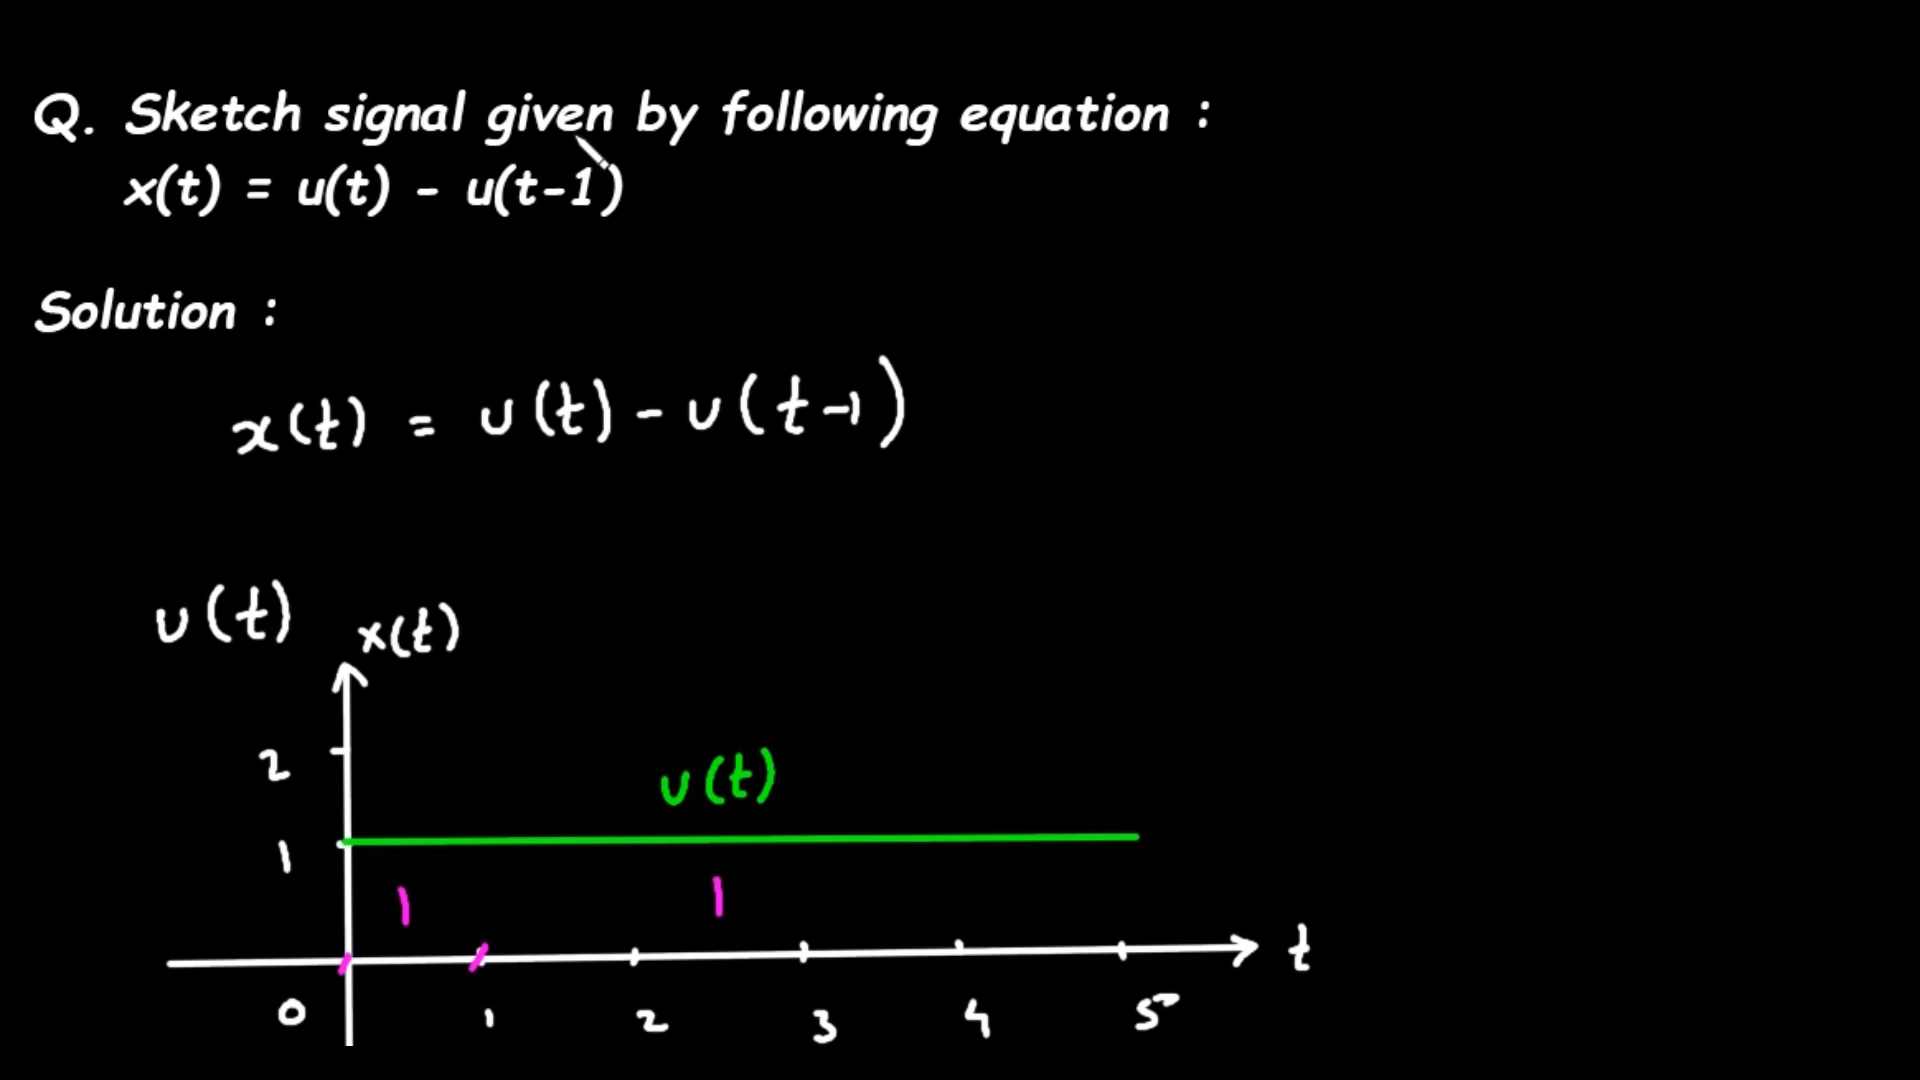 Q. Sketch signal given by following equation :
x(t) = u(t) - u(t-1)
Solution :
x(t) = u(t) - u(t-1)
u(t)
x(t)
2
u(t)
1
1 1
t
0 1 2 3 4 5